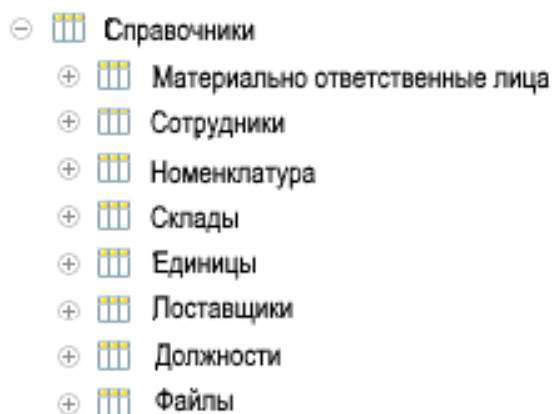 Справочники
Материально ответственные лица
Сотрудники
Номенклатура
Склады
Единицы
Поставщики
Должности
Файлы